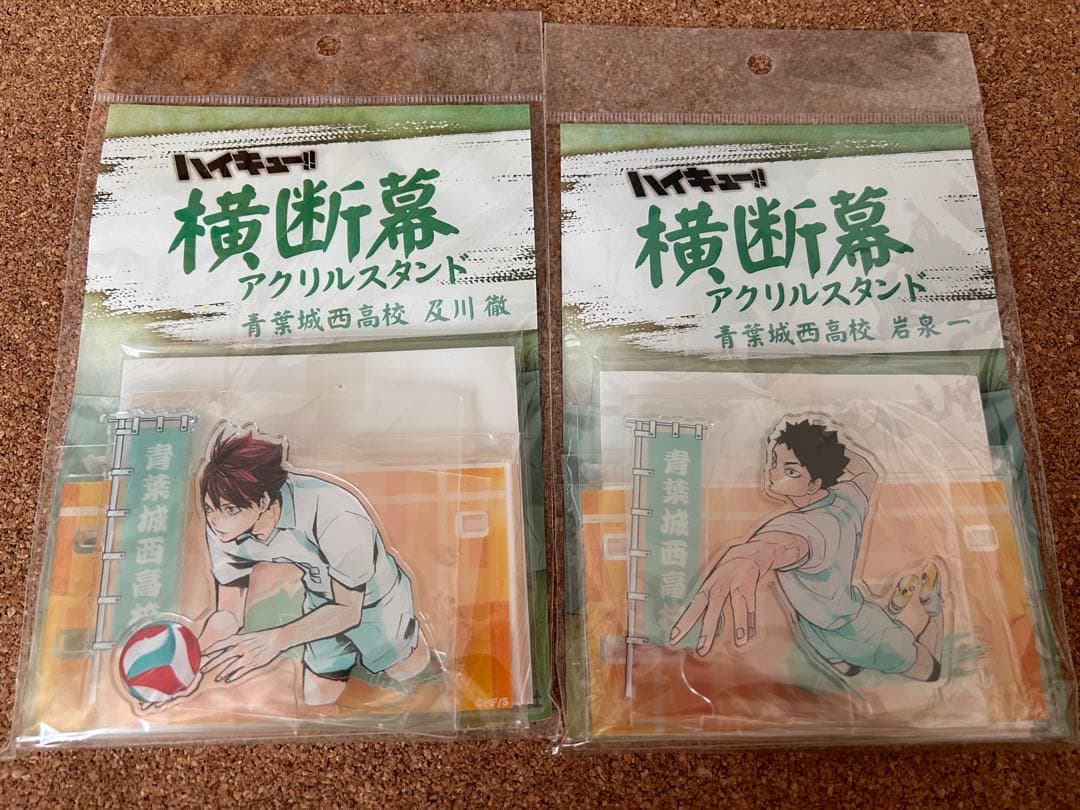 ハイキュー!!
横断幕
アクリルスタンド
青葉城西高校 及川 徹
青葉城西高校
©HF/S
ハイキュー!!
横断幕
アクリルスタンド
青葉城西高校 岩泉 一
青葉城西高